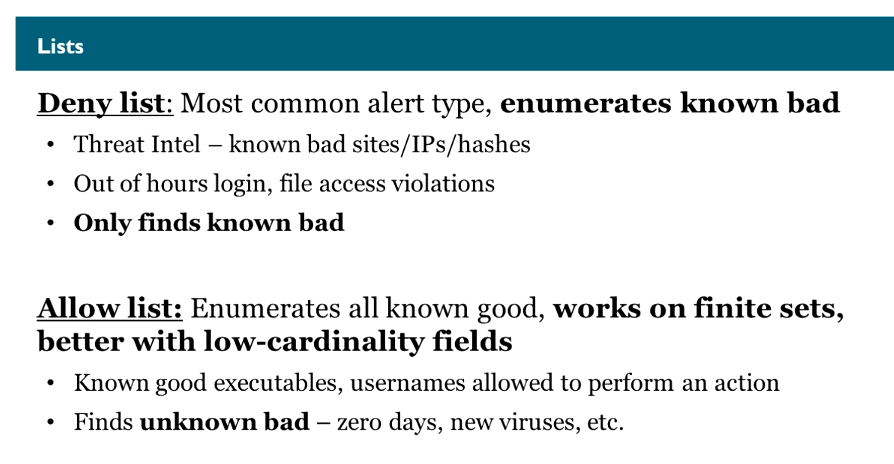 Lists
Deny list: Most common alert type, enumerates known bad
• Threat Intel – known bad sites/IPs/hashes
• Out of hours login, file access violations
• Only finds known bad
Allow list: Enumerates all known good, works on finite sets,
better with low-cardinality fields
• Known good executables, usernames allowed to perform an action
• Finds unknown bad – zero days, new viruses, etc.